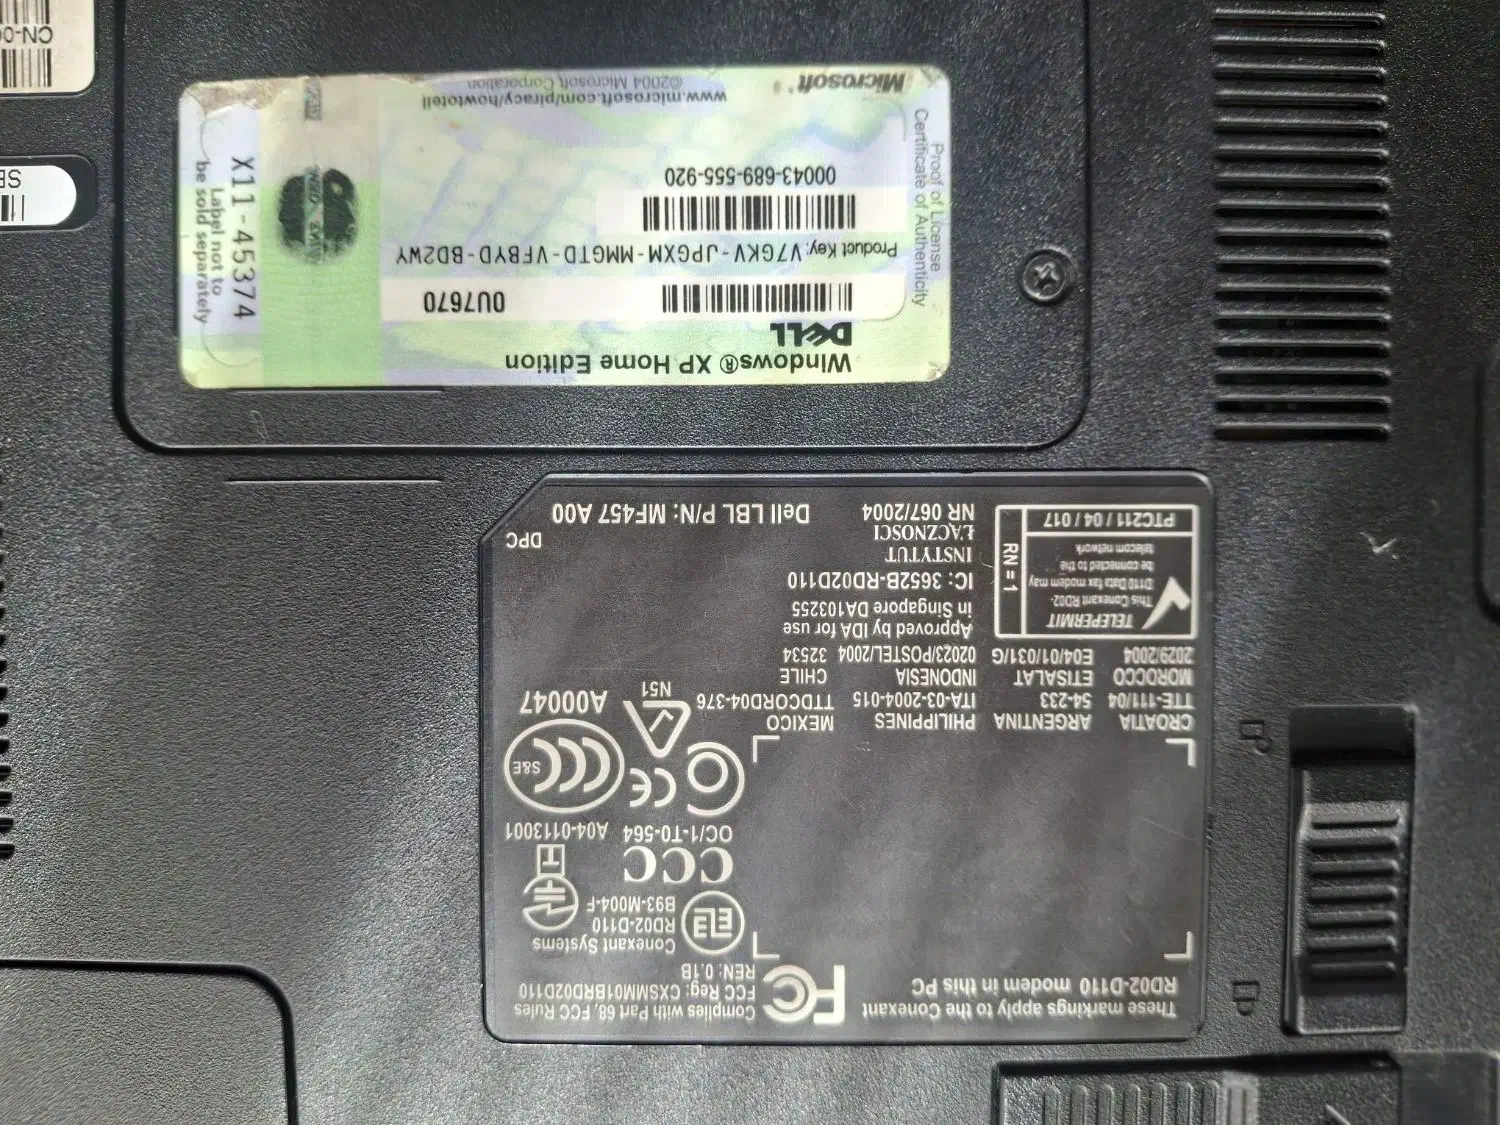 Windows® XP Home Edition
DELL
0U7670
Product Key: V7GKV-JPGXM-MMGTD-VFBYD-BD2WY
00043-689-555-920
www.microsoft.com/piracy/howtotell
©2004 Microsoft Corporation
Microsoft®
Proof of License
Certificate of Authenticity
X11-45374
Label not to
be sold separately
CN-0
These markings apply to the Conexant
RD02-D110 modem in this PC
FC
Complies with Part 68, FCC Rules
FCC Reg: CXSMM01BRD02D110
REN: 0.1B
Conexant Systems
RD02-D110
B93-M004-F
CCC
OC/1-T0-564
A04-0113001
CE
CCC
S&E
A00047
N51
CROATIA
TTE-111/04
ARGENTINA
54-233
PHILIPPINES
ITA-03-2004-015
MEXICO
TTDCORD04-376
MOROCCO
2029/2004
ETISALAT
E04/01/031/G
INDONESIA
02023/POSTEL/2004
CHILE
32534
TELEPERMIT
This Conexant RD02-
D110 Data fax modem may
be connected to the
telecom network
PTC211 / 04 / 017
RN = 1
Approved by IDA for use
in Singapore DA103255
IC: 3652B-RD02D110
INSTYTUT
ŁĄCZNOŚCI
NR 067/2004
Dell LBL P/N: MF457 A00
DPC